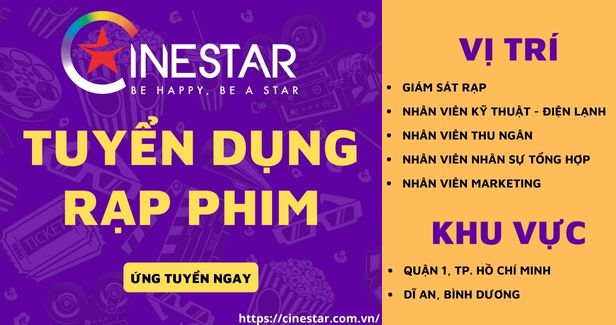 CINESTAR
BE HAPPY, BE A STAR
TUYỂN DỤNG
RẠP PHIM
ỨNG TUYỂN NGAY
https://cinestar.com.vn/
VỊ TRÍ
• GIÁM SÁT RẠP
• NHÂN VIÊN KỸ THUẬT - ĐIỆN LẠNH
• NHÂN VIÊN THU NGÂN
• NHÂN VIÊN NHÂN SỰ TỔNG HỢP
• NHÂN VIÊN MARKETING
KHU VỰC
• QUẬN 1, TP. HỒ CHÍ MINH
• DĨ AN, BÌNH DƯƠNG
TICKET